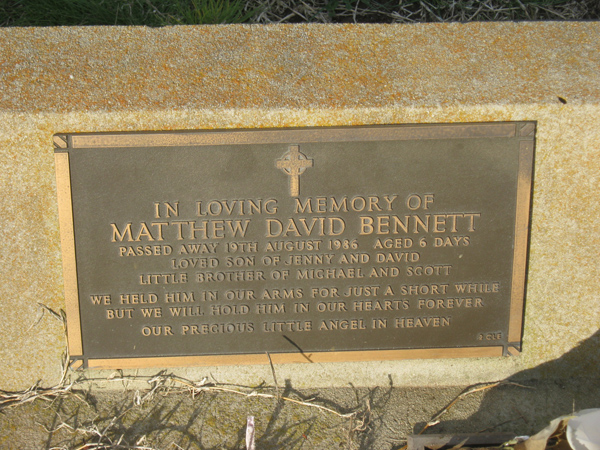 IN LOVING MEMORY OF
MATTHEW DAVID BENNETT
PASSED AWAY 19TH AUGUST 1986 AGED 6 DAYS
LOVED SON OF JENNY AND DAVID
LITTLE BROTHER OF MICHAEL AND SCOTT
WE HELD HIM IN OUR ARMS FOR JUST A SHORT WHILE
BUT WE WILL HOLD HIM IN OUR HEARTS FOREVER
OUR PRECIOUS LITTLE ANGEL IN HEAVEN